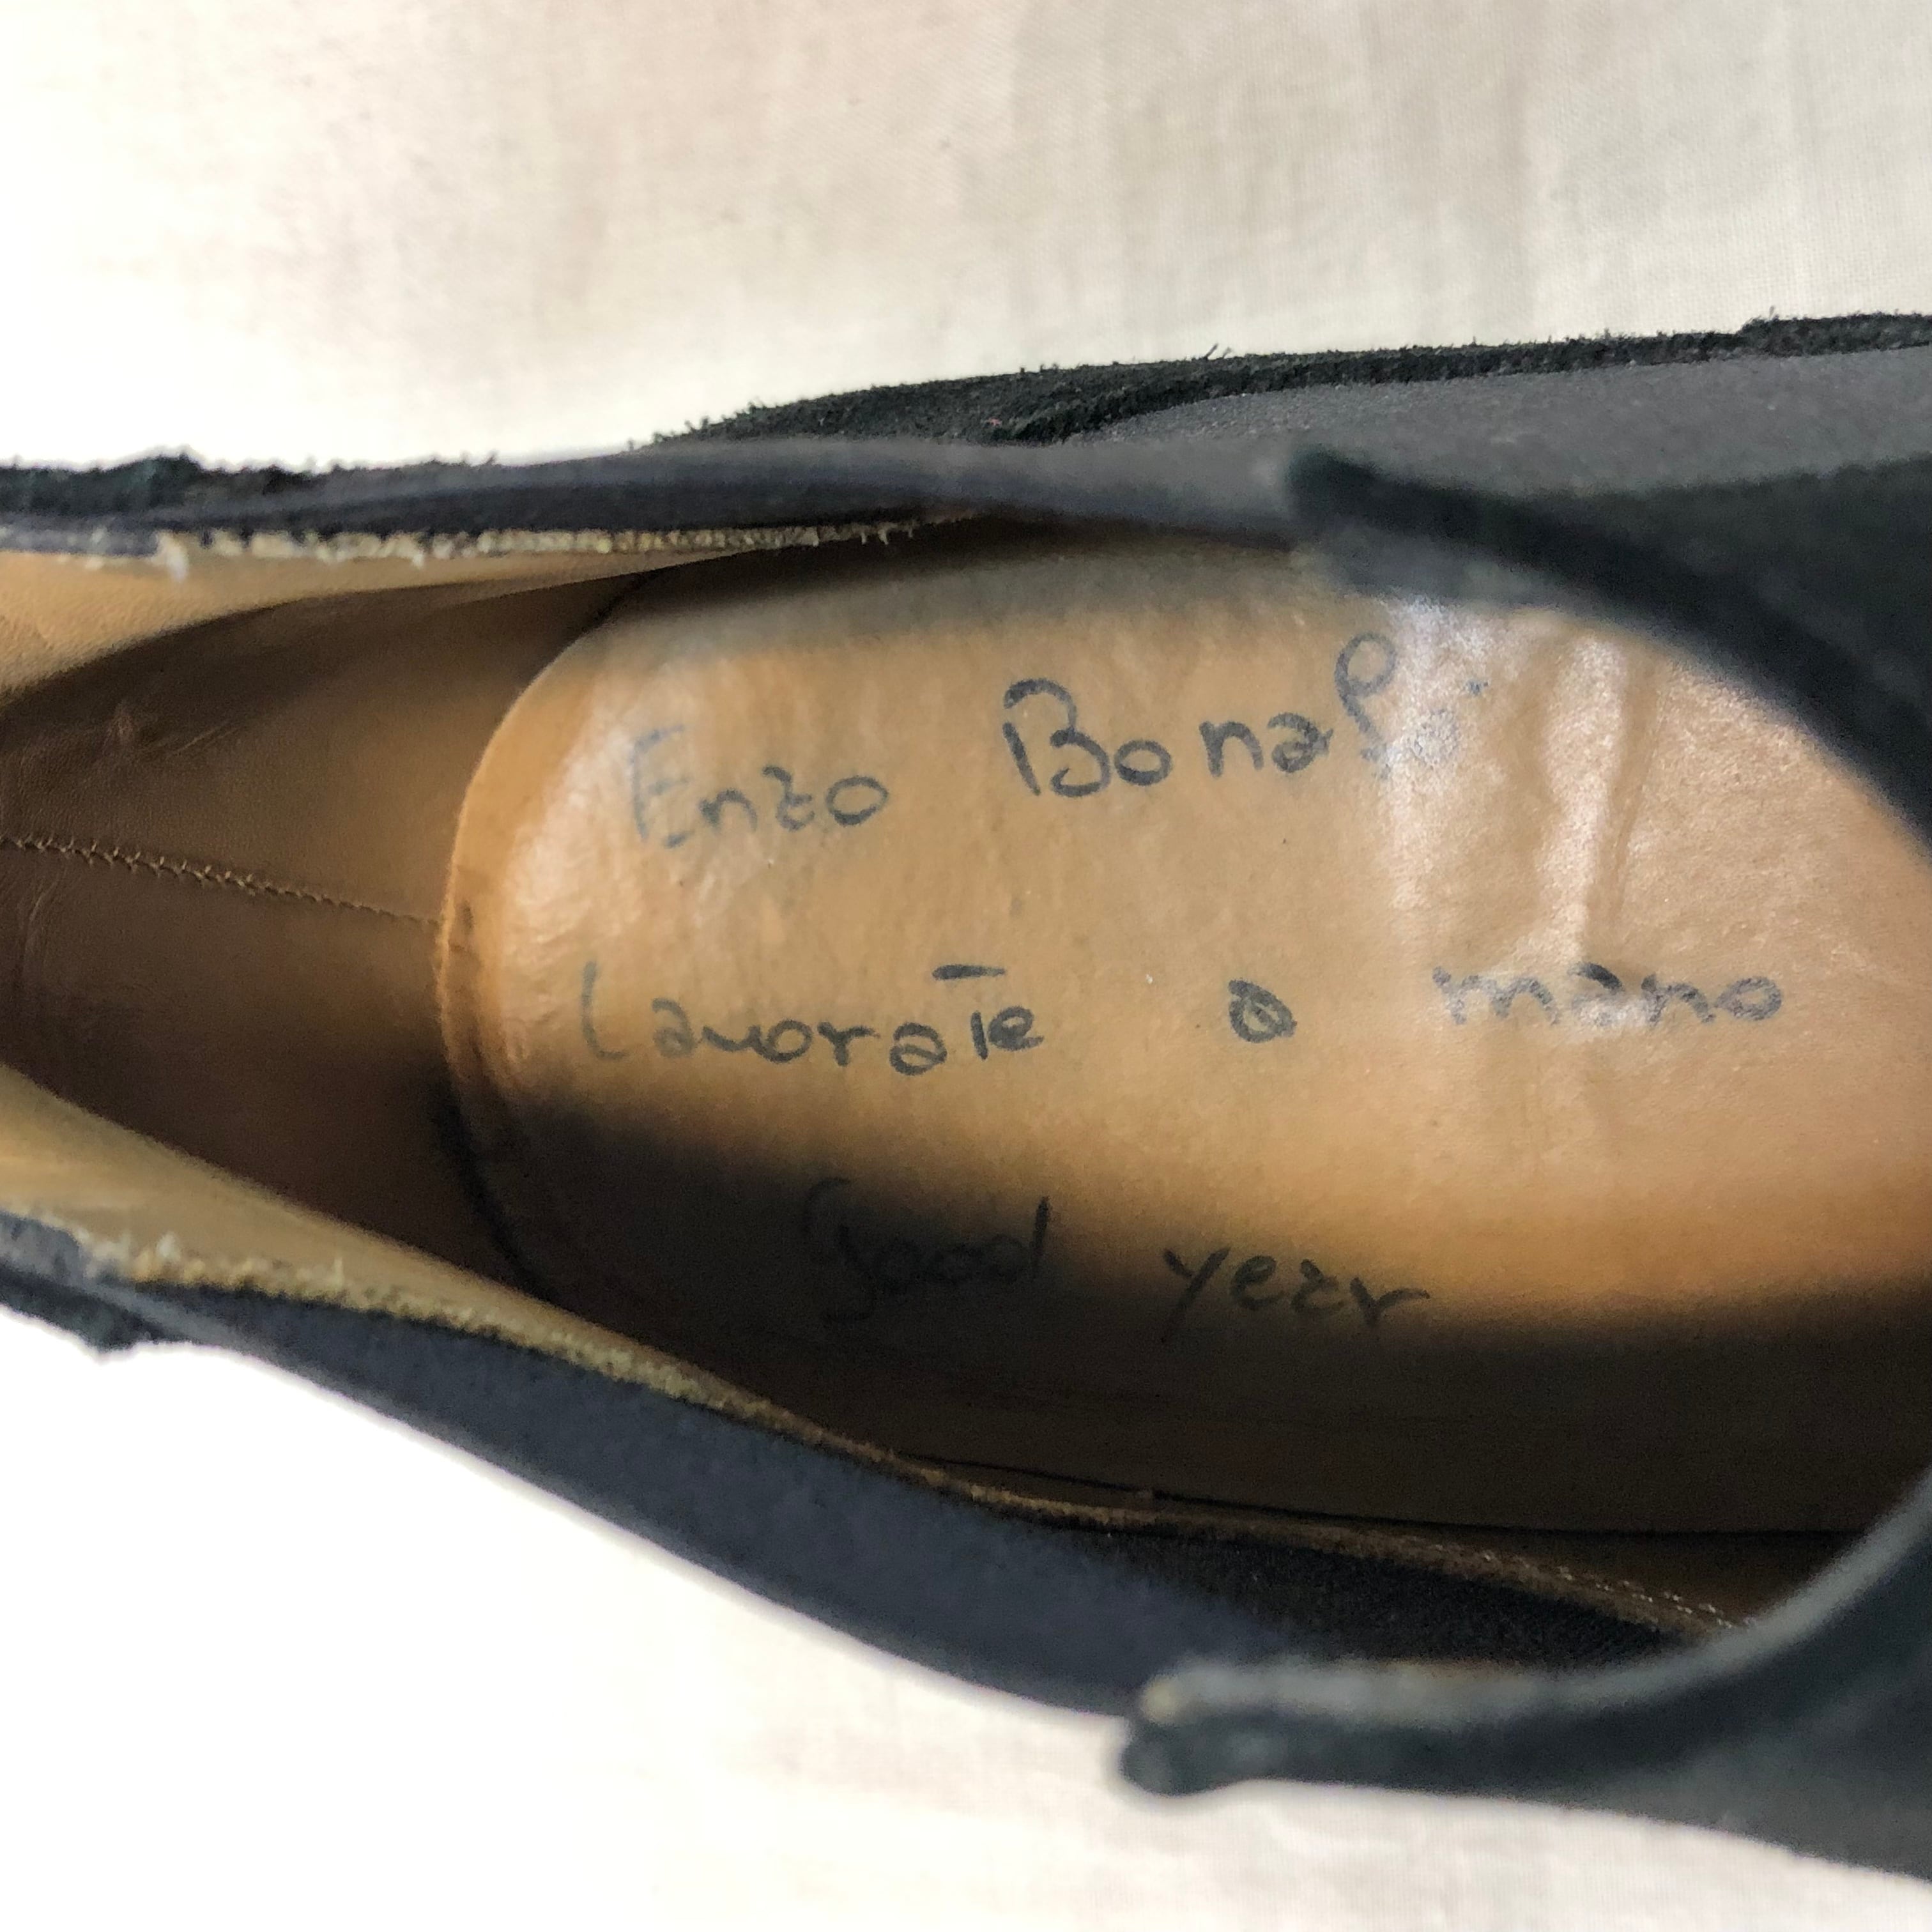 Enzo Bonafè
Lavorate a mano
Good year